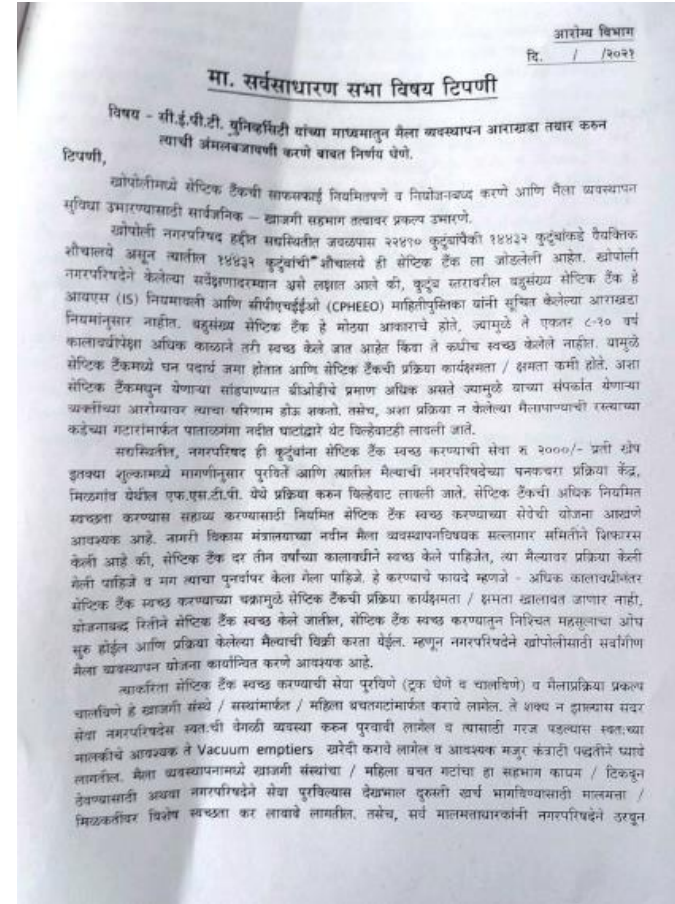 आरोग्य विभाग
दि. / /२०२१
मा. सर्वसाधारण सभा विषय टिपणी
विषय - सी.ई.पी.टी. युनिव्हर्सिटी यांच्या माध्यमातुन मैला व्यवस्थापन आराखडा तयार करुन
त्याची अंमलबजावणी करणे बाबत निर्णय घेणे.
टिपणी,
खोपोलीमध्ये सेप्टिक टँकची साफसफाई नियमितपणे व नियोजनबध्द करणे आणि मैला व्यवस्थापन
सुविधा उभारण्यासाठी सार्वजनिक – खाजगी सहभाग तत्वावर प्रकल्प उभारणे.
खोपोली नगरपरिषद हद्दीत सद्यस्थितीत जवळपास २२४९० कुटुंबांपैकी १४४३२ कुटुंबांकडे वैयक्तिक
शौचालये असून त्यातील १४४३२ कुटुंबांची शौचालये ही सेप्टिक टँक ला जोडलेली आहेत. खोपोली
नगरपरिषदेने केलेल्या सर्वेक्षणादरम्यान असे लक्षात आले की, कुटुंब स्तरावरील बहुसंख्य सेप्टिक टँक हे
आयएस (IS) नियमावली आणि सीपीएचईईओ (CPHEEO) माहितीपुस्तिका यांनी सूचित केलेल्या आराखडा
नियमांनुसार नाहीत. बहुसंख्य सेप्टिक टँक हे मोठया आकाराचे होते, ज्यामुळे ते एकतर ८-१० वर्ष
कालावधीपेक्षा अधिक काळाने तरी स्वच्छ केले जात आहेत किंवा ते कधीच स्वच्छ केलेले नाहीत. यामुळे
सेप्टिक टँकमध्ये घन पदार्थ जमा होतात आणि सेप्टिक टँकची प्रक्रिया कार्यक्षमता / क्षमता कमी होते. अशा
सेप्टिक टँकमधुन येणाऱ्या सांडपाण्यात बीओडीचे प्रमाण अधिक असते ज्यामुळे याच्या संपर्कात येणाऱ्या
व्यक्तींच्या आरोग्यावर त्याचा परिणाम होऊ शकतो. तसेच, अशा प्रक्रिया न केलेल्या मैलापाण्याची रस्त्याच्या
कडेच्या गटारांमार्फत पाताळगंगा नदीत घाटांद्वारे थेट विल्हेवाटही लावली जाते.
सद्यस्थितीत, नगरपरिषद ही कुटुंबांना सेप्टिक टँक स्वच्छ करण्याची सेवा रु २०००/- प्रती खेप
इतक्या शुल्कामध्ये मागणीनुसार पुरविते आणि त्यातील मैल्याची नगरपरिषदेच्या घनकचरा प्रक्रिया केंद्र,
मिळगांव येथील एफ.एस.टी.पी. येथे प्रक्रिया करुन विल्हेवाट लावली जाते. सेप्टिक टँकची अधिक नियमित
स्वच्छता करण्यास सहाय्य करण्यासाठी नियमित सेप्टिक टँक स्वच्छ करण्याच्या सेवेची योजना आखणे
आवश्यक आहे. नागरी विकास मंत्रालयाच्या नवीन मैला व्यवस्थापनविषयक सल्लागार समितीने शिफारस
केली आहे की, सेप्टिक टँक दर तीन वर्षाच्या कालावधीने स्वच्छ केले पाहिजेत, त्या मैल्यावर प्रक्रिया केली
गेली पाहिजे व मग त्याचा पुनर्वापर केला गेला पाहिजे. हे करण्याचे फायदे म्हणजे - अधिक कालावधीनंतर
सेप्टिक टँक स्वच्छ करण्याच्या चक्रामुळे सेप्टिक टँकची प्रक्रिया कार्यक्षमता / क्षमता खालावत जाणार नाही,
योजनाबद्ध रितीने सेप्टिक टँक स्वच्छ केले जातील, सेप्टिक टँक स्वच्छ करण्यातुन निश्चित महसुलाचा ओघ
सुरु होईल आणि प्रक्रिया केलेल्या मैल्याची विक्री करता येईल. म्हणून नगरपरिषदेने खोपोलीसाठी सर्वांगीण
मैला व्यवस्थापन योजना कार्यान्वित करणे आवश्यक आहे.
त्याकरिता सेप्टिक टँक स्वच्छ करण्याची सेवा पुरविणे (ट्रक घेणे व चालविणे) व मैलाप्रक्रिया प्रकल्प
चालविणे हे खाजगी संस्थे / सस्थांमार्फत / महिला बचतगटांमार्फत करावे लागेल. ते शक्य न झाल्यास सदर
सेवा नगरपरिषदेस स्वत:ची वेगळी व्यवस्था करुन पुरवावी लागेल व त्यासाठी गरज पडल्यास स्वत:च्या
मालकीचे आवश्यक ते Vacuum emptiers खरेदी करावे लागेल व आवश्यक मजुर कंत्राटी पद्धतीने घ्यावे
लागतील. मैला व्यवस्थापनामध्ये खाजगी संस्थांचा / महिला बचत गटांचा हा सहभाग कायम / टिकवून
ठेवण्यासाठी अथवा नगरपरिषदेने सेवा पुरविल्यास देखभाल दुरुस्ती खर्च भागविण्यासाठी मालमत्ता /
मिळकतींवर विशेष स्वच्छता कर लावावे लागतील. तसेच, सर्व मालमताधारकांनी नगरपरिषदेने ठरवून